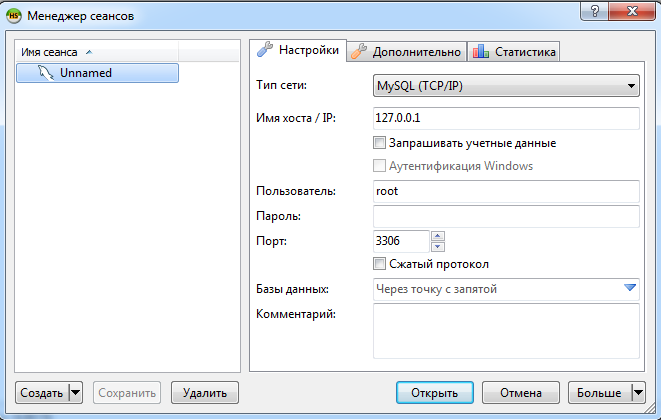 HS
Менеджер сеансов
?
Имя сеанса
Unnamed
Настройки
Дополнительно
Статистика
Тип сети:
MySQL (TCP/IP)
Имя хоста / IP:
127.0.0.1
Запрашивать учетные данные
Аутентификация Windows
Пользователь:
root
Пароль:
Порт:
3306
Сжатый протокол
Базы данных:
Через точку с запятой
Комментарий:
Создать
Сохранить
Удалить
Открыть
Отмена
Больше